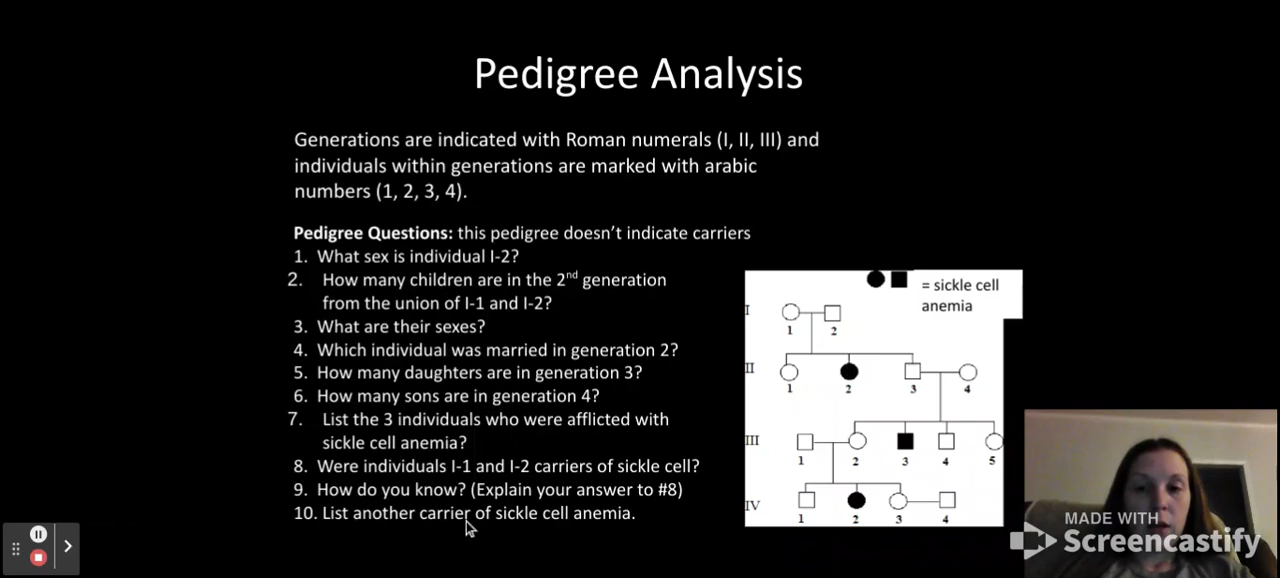 Pedigree Analysis
Generations are indicated with Roman numerals (I, II, III) and
individuals within generations are marked with arabic
numbers (1, 2, 3, 4).
Pedigree Questions: this pedigree doesn't indicate carriers
1. What sex is individual I-2?
2. How many children are in the 2nd generation
from the union of I-1 and I-2?
3. What are their sexes?
4. Which individual was married in generation 2?
5. How many daughters are in generation 3?
6. How many sons are in generation 4?
7. List the 3 individuals who were afflicted with
sickle cell anemia?
8. Were individuals I-1 and I-2 carriers of sickle cell?
9. How do you know? (Explain your answer to #8)
10. List another carrier of sickle cell anemia.
= sickle cell
anemia
I
1 2
II
1 2 3 4
III
1 2 3 4 5
IV
1 2 3 4
MADE WITH
Screencastify